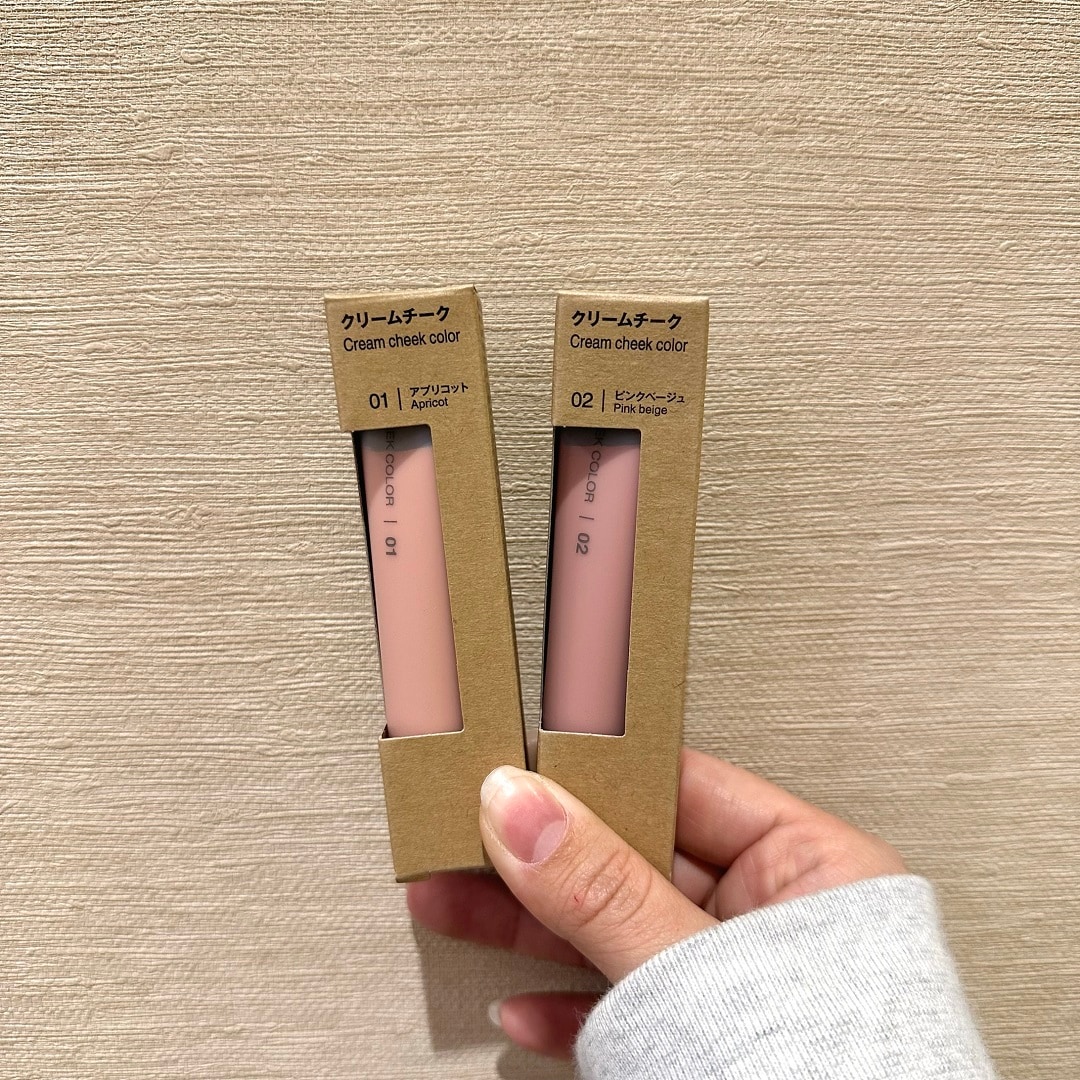 クリームチーク
Cream cheek color
01 | アプリコット
Apricot
COLOR | 01
クリームチーク
Cream cheek color
02 | ピンクベージュ
Pink beige
COLOR | 02